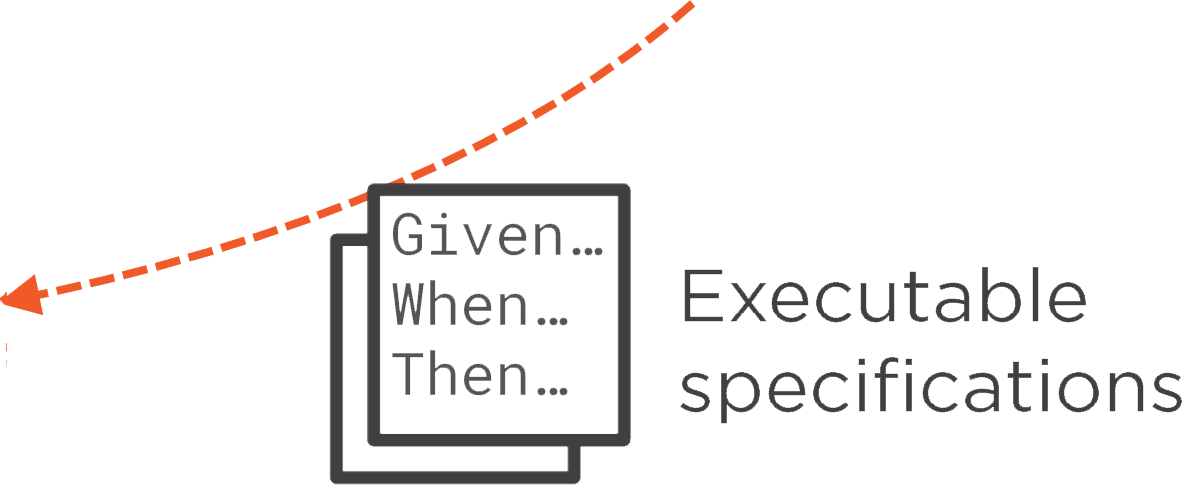 Given…
When…
Then…
Executable
specifications